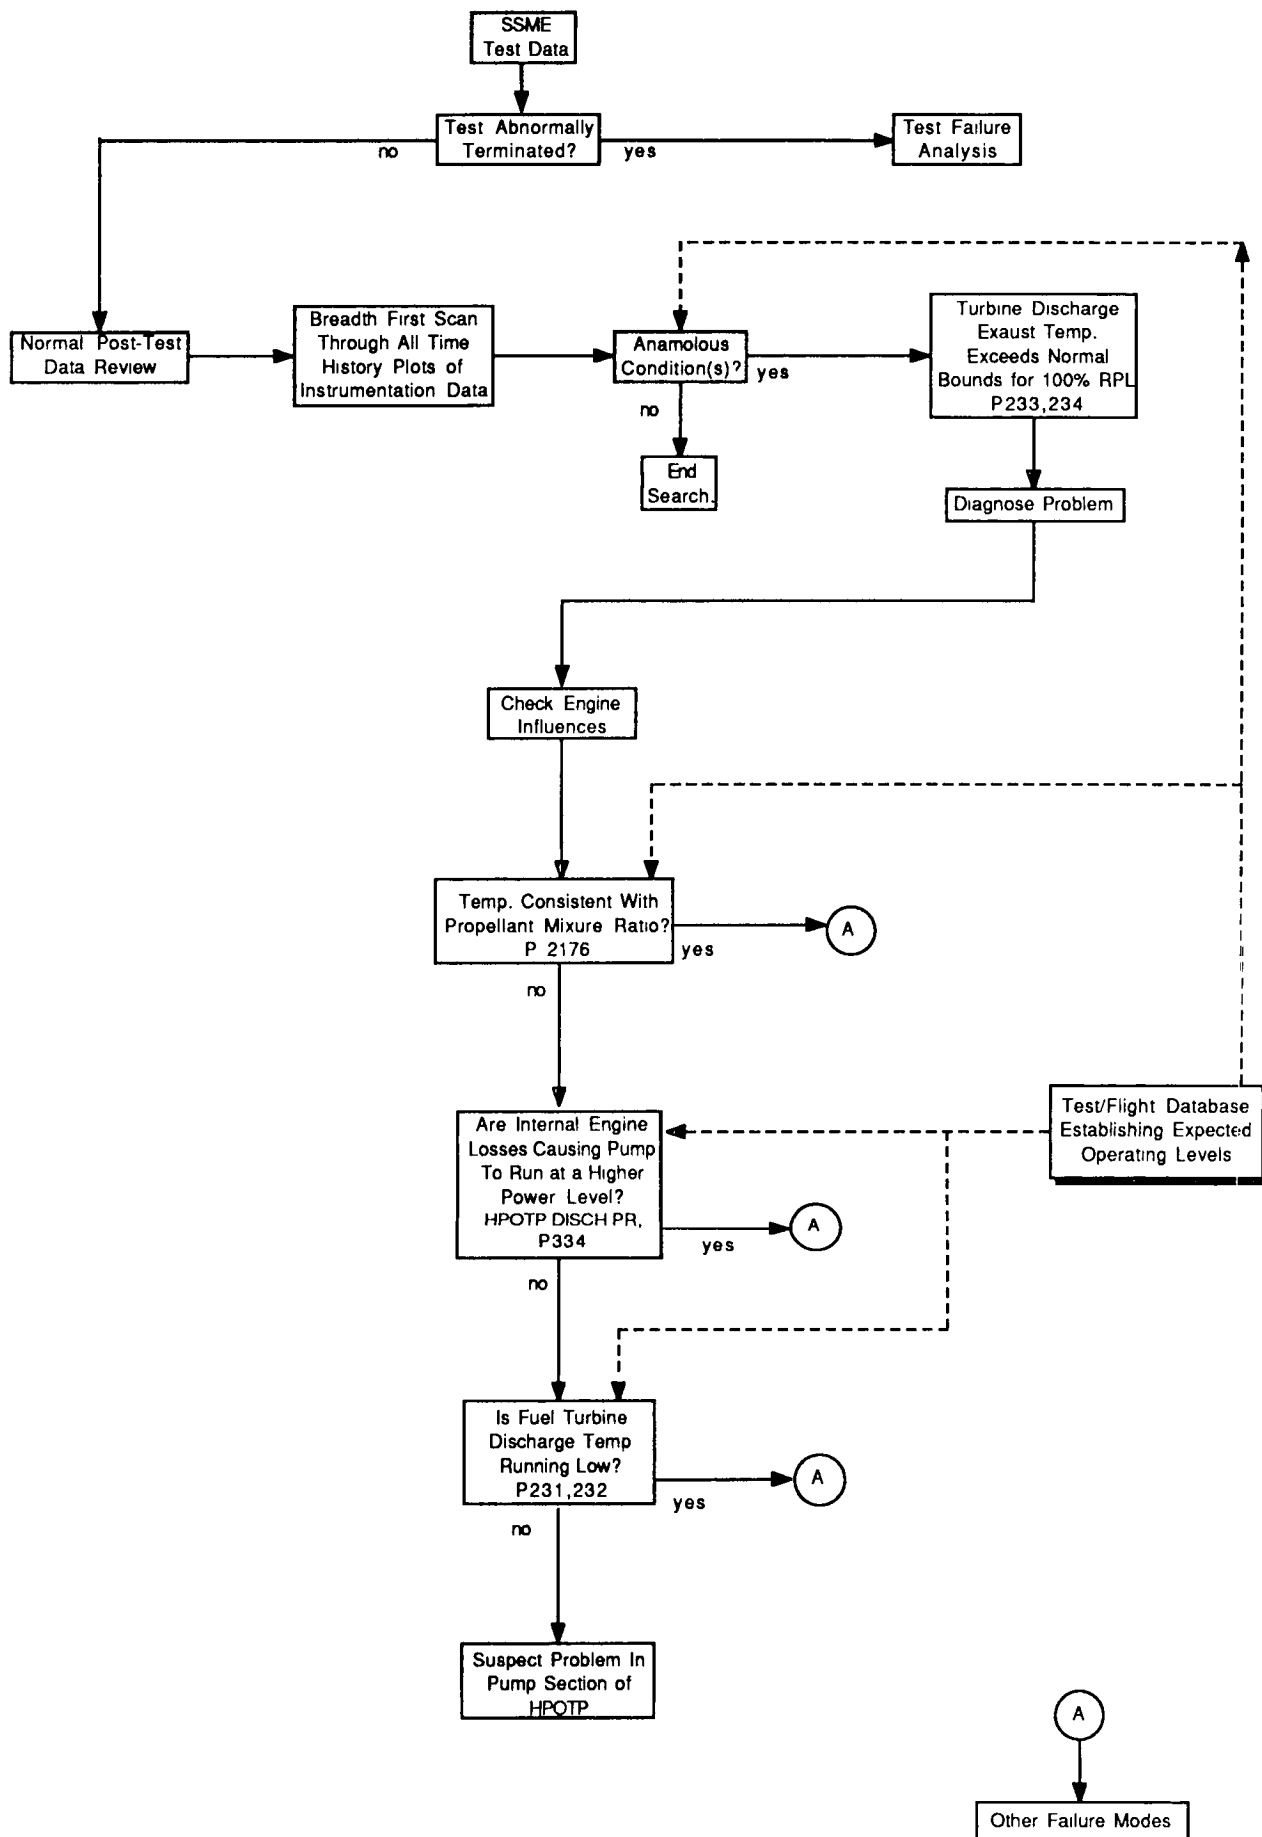 SSME
Test Data
Test Abnormally
Terminated?
no
yes
Test Failure
Analysis
Normal Post-Test
Data Review
Breadth First Scan
Through All Time
History Plots of
Instrumentation Data
Anamolous
Condition(s)?
yes
no
End
Search.
Turbine Discharge
Exaust Temp.
Exceeds Normal
Bounds for 100% RPL
P233,234
Diagnose Problem
Check Engine
Influences
Temp. Consistent With
Propellant Mixure Ratio?
P 2176
yes
A
no
Are Internal Engine
Losses Causing Pump
To Run at a Higher
Power Level?
HPOTP DISCH PR,
P334
yes
A
no
Test/Flight Database
Establishing Expected
Operating Levels
Is Fuel Turbine
Discharge Temp
Running Low?
P231,232
yes
A
no
Suspect Problem In
Pump Section of
HPOTP
A
Other Failure Modes